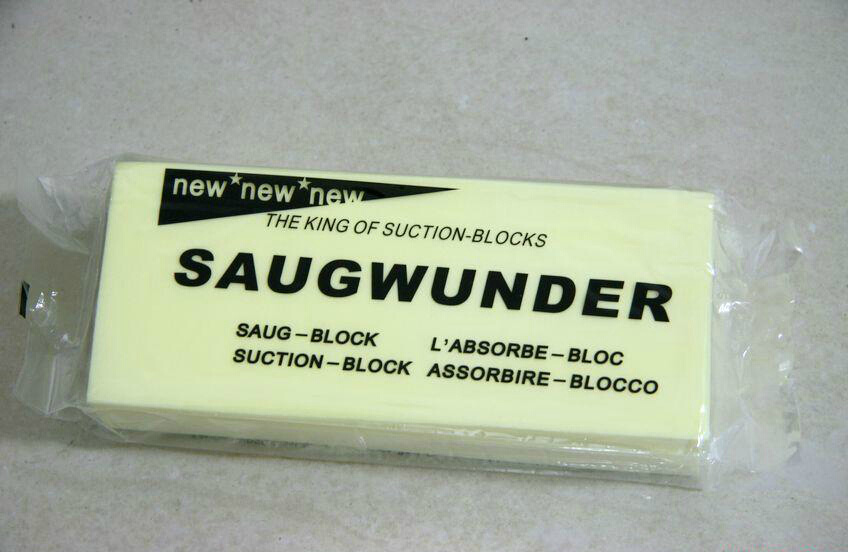 new★new★new
THE KING OF SUCTION-BLOCKS
SAUGWUNDER
SAUG–BLOCK L'ABSORBE–BLOC
SUCTION–BLOCK ASSORBIRE–BLOCCO